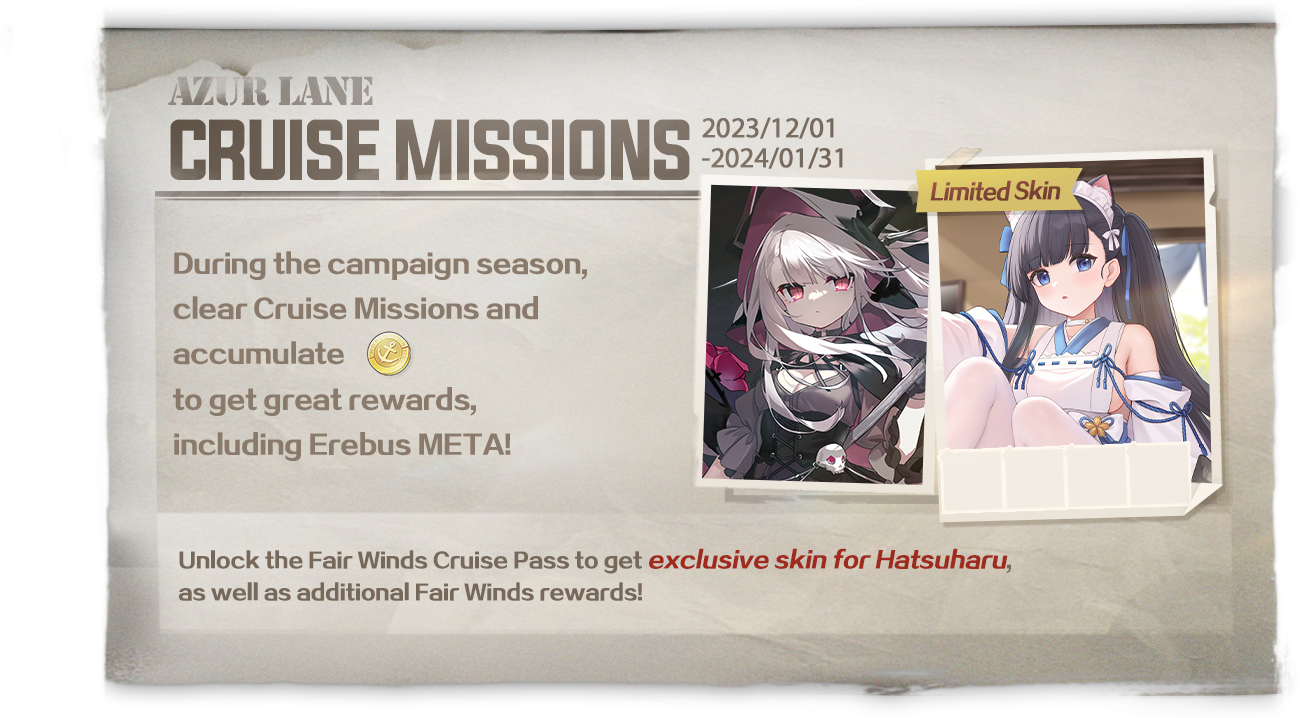 AZUR LANE
CRUISE MISSIONS
2023/12/01
-2024/01/31
Limited Skin
During the campaign season,
clear Cruise Missions and
accumulate
to get great rewards,
including Erebus META!
Unlock the Fair Winds Cruise Pass to get exclusive skin for Hatsuharu,
as well as additional Fair Winds rewards!